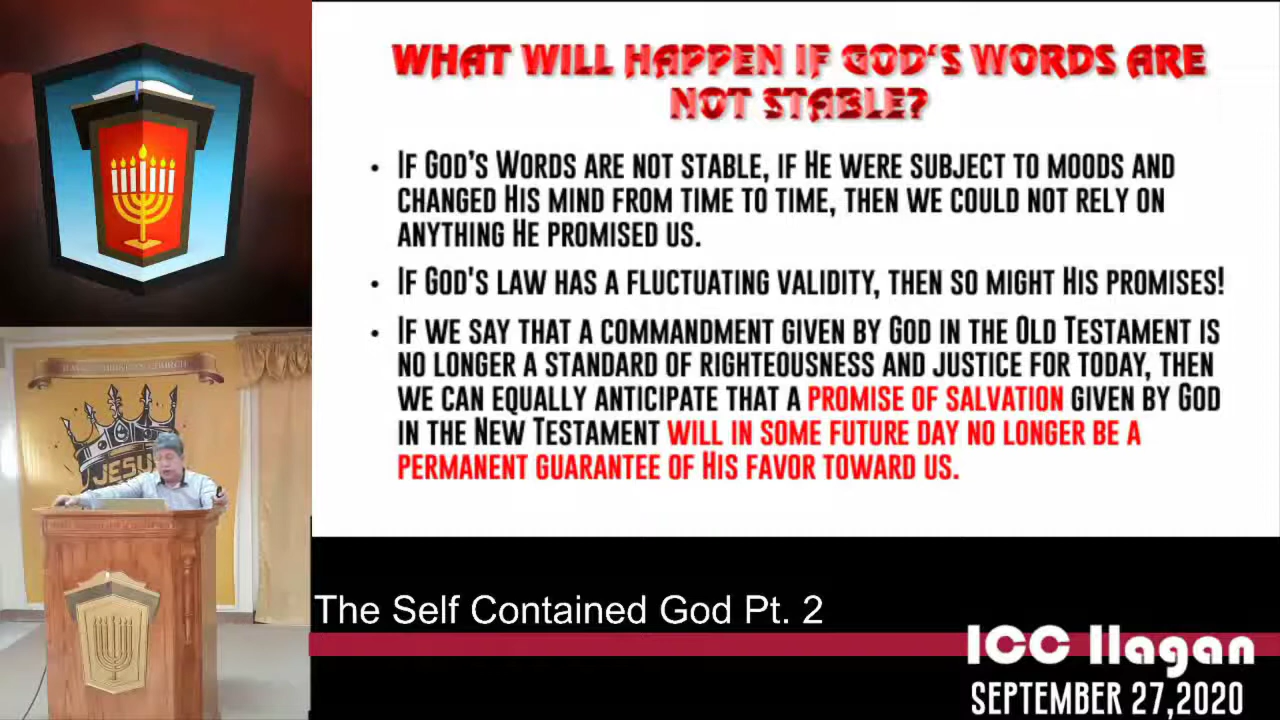 WHAT WILL HAPPEN IF GOD'S WORDS ARE
NOT STABLE?
• IF GOD'S WORDS ARE NOT STABLE, IF HE WERE SUBJECT TO MOODS AND
CHANGED HIS MIND FROM TIME TO TIME, THEN WE COULD NOT RELY ON
ANYTHING HE PROMISED US.
• IF GOD'S LAW HAS A FLUCTUATING VALIDITY, THEN SO MIGHT HIS PROMISES!
• IF WE SAY THAT A COMMANDMENT GIVEN BY GOD IN THE OLD TESTAMENT IS
NO LONGER A STANDARD OF RIGHTEOUSNESS AND JUSTICE FOR TODAY, THEN
WE CAN EQUALLY ANTICIPATE THAT A PROMISE OF SALVATION GIVEN BY GOD
IN THE NEW TESTAMENT WILL IN SOME FUTURE DAY NO LONGER BE A
PERMANENT GUARANTEE OF HIS FAVOR TOWARD US.
CHURCH
JESUS
The Self Contained God Pt. 2
ICC Ilagan
SEPTEMBER 27,2020